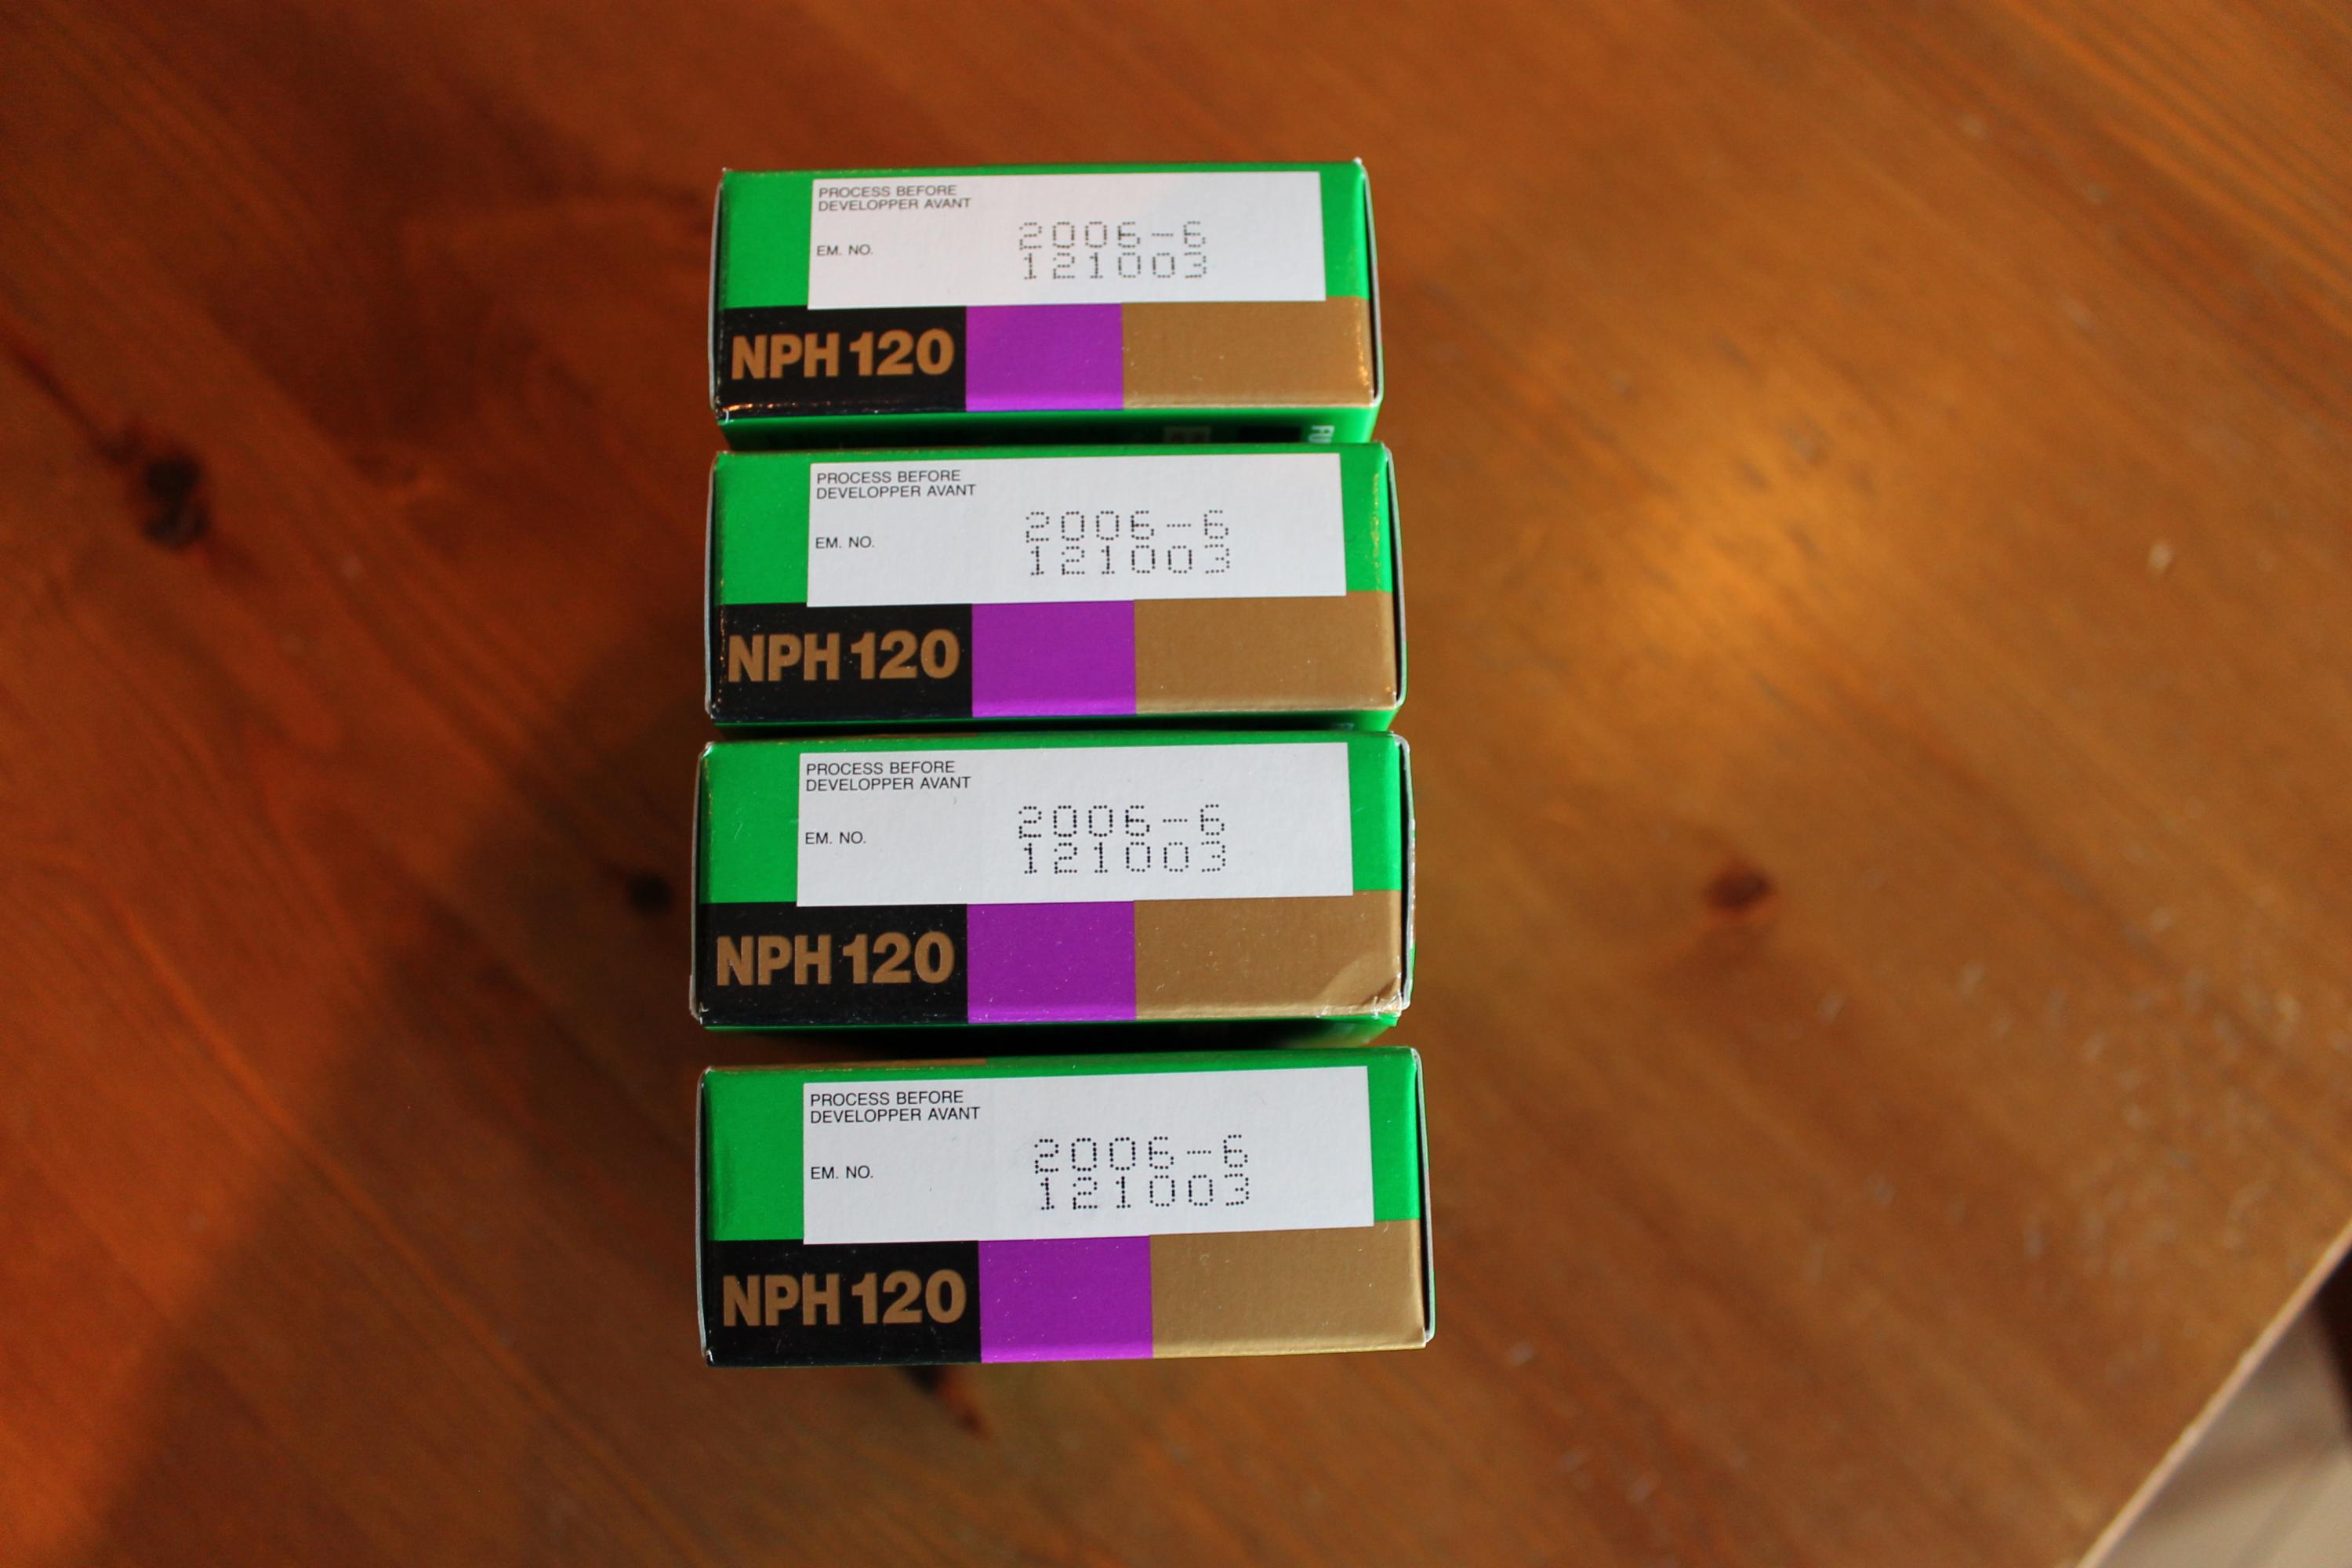 PROCESS BEFORE
DEVELOPPER AVANT
2006-6
EM. NO.
121003
NPH 120
PROCESS BEFORE
DEVELOPPER AVANT
2006-6
EM. NO.
121003
NPH 120
PROCESS BEFORE
DEVELOPPER AVANT
2006-6
EM. NO.
121003
NPH 120
PROCESS BEFORE
DEVELOPPER AVANT
2006-6
EM. NO.
121003
NPH 120